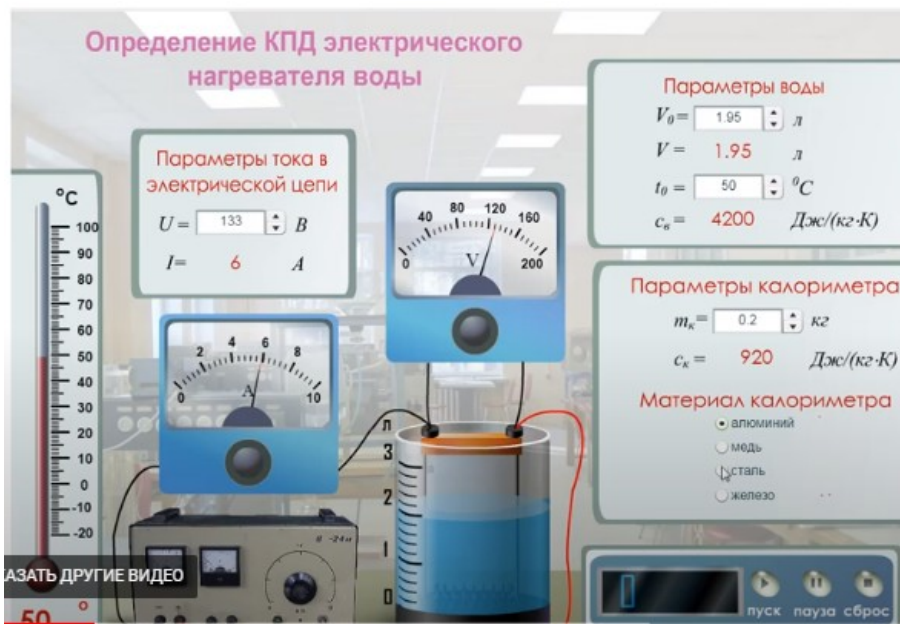 Определение КПД электрического
нагревателя воды
Параметры тока в
электрической цепи
U = 133 В
I= 6 А
°C
100
90
80
70
60
50
40
30
20
10
0
-10
-20
50 °
0 40 80 120 160 200
V
0 2 4 6 8 10
A
л
3
2
1
0
Параметры воды
V₀ = 1.95 л
V = 1.95 л
t₀ = 50 ⁰C
cв = 4200 Дж/(кг·К)
Параметры калориметра
mк = 0.2 кг
cк = 920 Дж/(кг·К)
Материал калориметра
алюминий
медь
сталь
железо
КАЗАТЬ ДРУГИЕ ВИДЕО
0
пуск пауза сброс